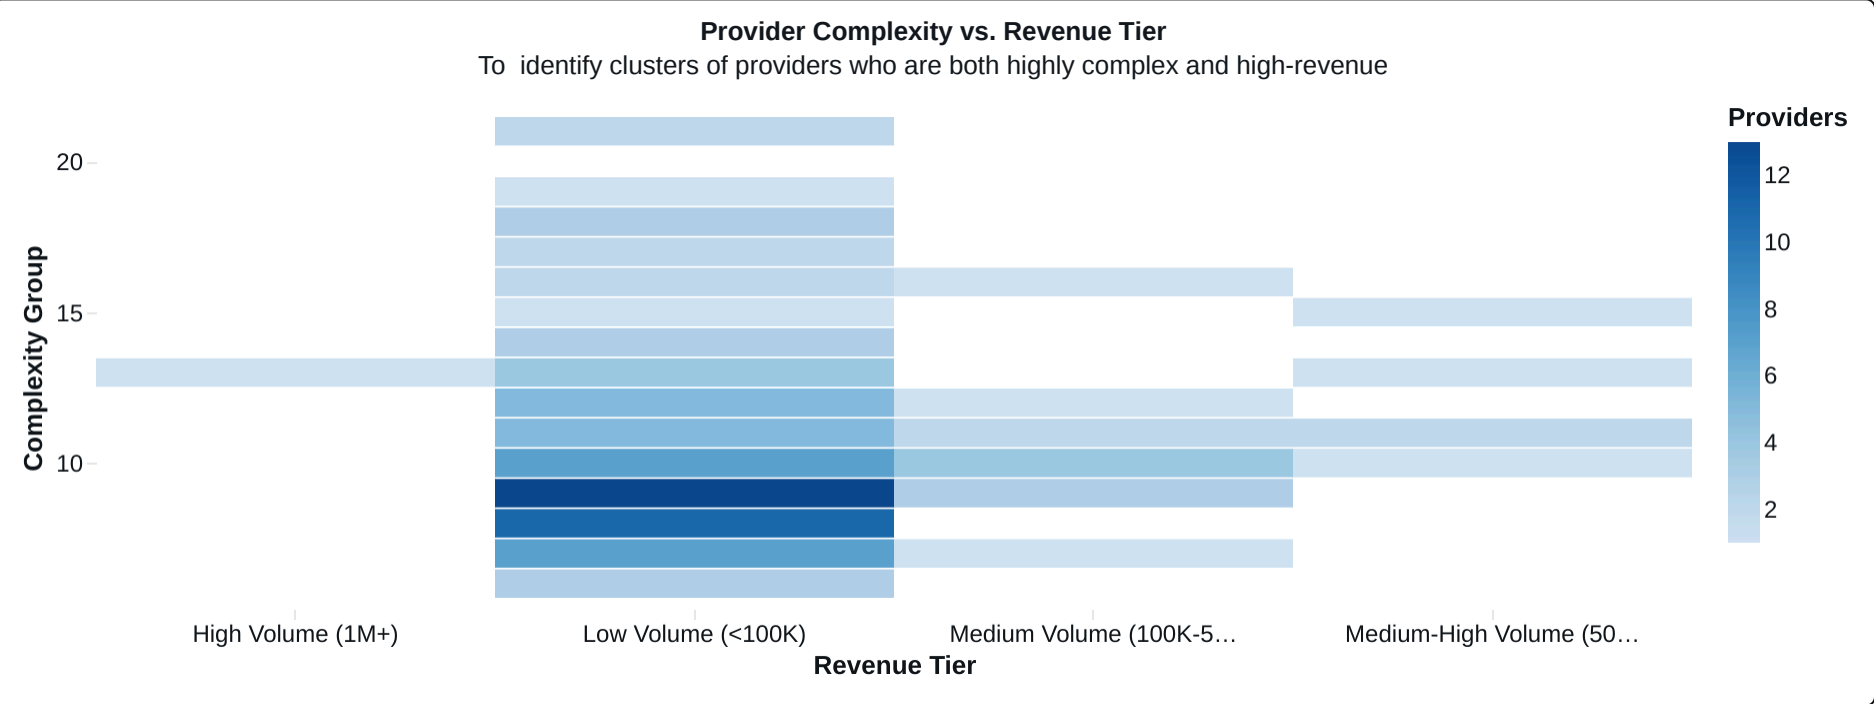 Provider Complexity vs. Revenue Tier
To  identify clusters of providers who are both highly complex and high-revenue
Providers
12
10
8
6
4
2
Complexity Group
20
15
10
High Volume (1M+)
Low Volume (<100K)
Medium Volume (100K-5…
Medium-High Volume (50…
Revenue Tier